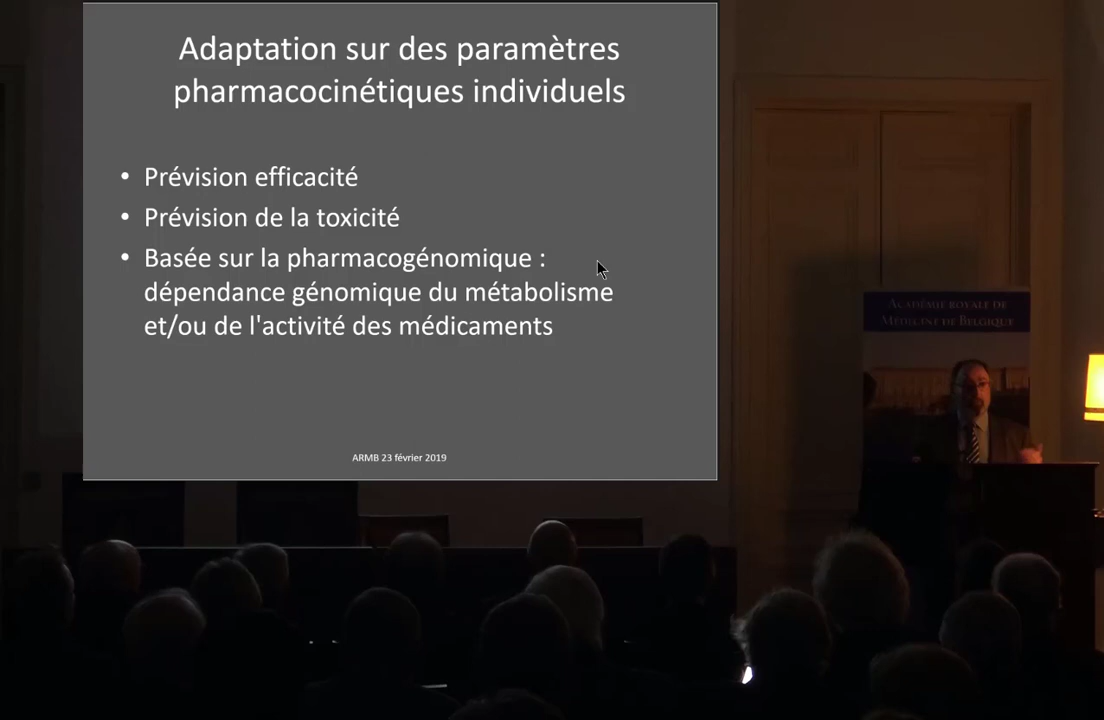 Adaptation sur des paramètres
pharmacocinétiques individuels
• Prévision efficacité
• Prévision de la toxicité
• Basée sur la pharmacogénomique :
dépendance génomique du métabolisme
et/ou de l'activité des médicaments
ARMB 23 février 2019
ACADÉMIE ROYALE DE
MÉDECINE DE BELGIQUE